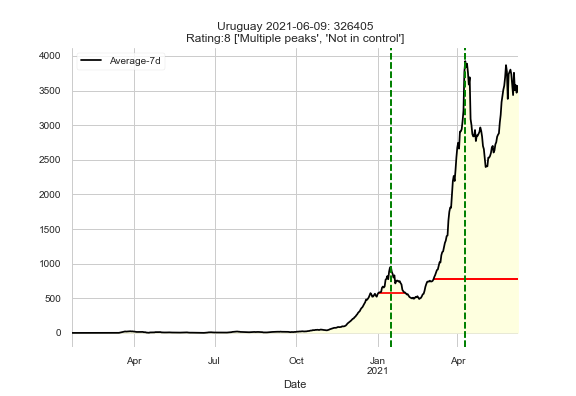 Uruguay 2021-06-09: 326405
Rating:8 ['Multiple peaks', 'Not in control']
Average-7d
4000
3500
3000
2500
2000
1500
1000
500
0
Apr
Jul
Oct
Jan
2021
Apr
Date